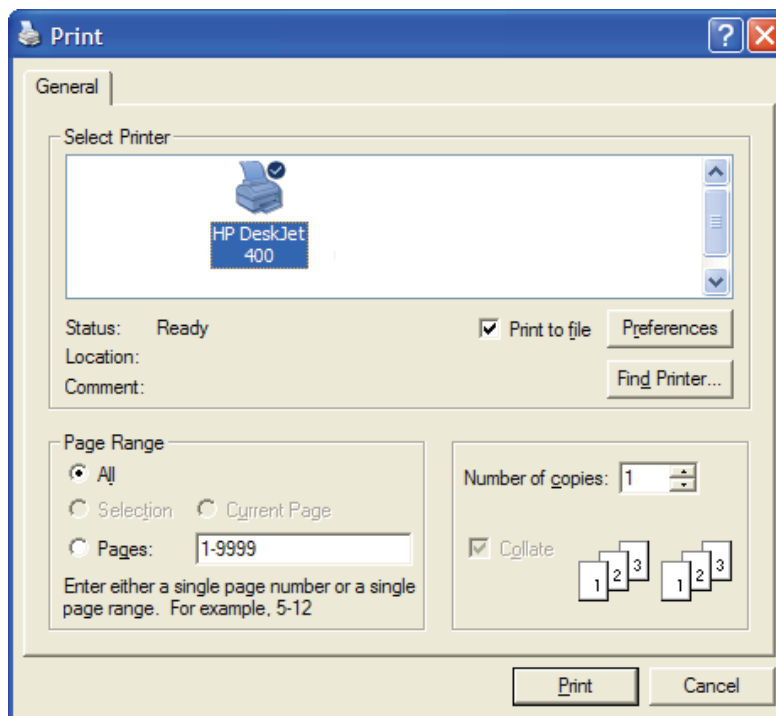 Print
General
Select Printer
HP DeskJet
400
Status: Ready
Print to file
Preferences
Location:
Comment:
Find Printer...
Page Range
All
Selection
Current Page
Pages: 1-9999
Enter either a single page number or a single
page range. For example, 5-12
Number of copies: 1
Collate
1 2 3 1 2 3
Print
Cancel